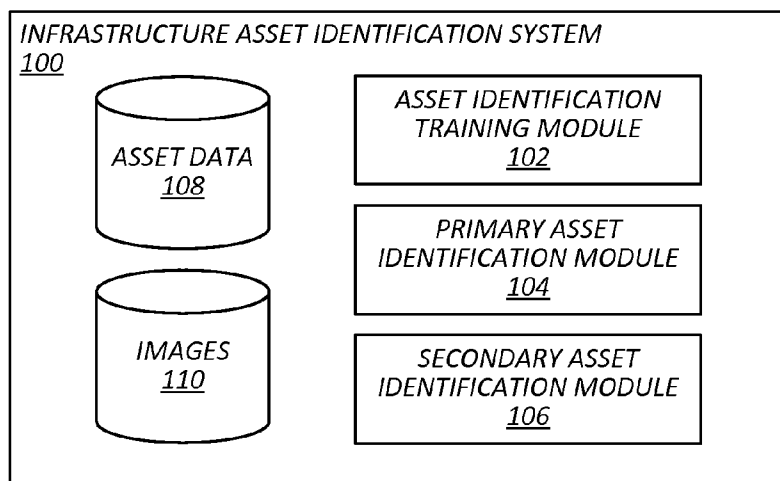 INFRASTRUCTURE ASSET IDENTIFICATION SYSTEM
100
ASSET DATA
108
IMAGES
110
ASSET IDENTIFICATION
TRAINING MODULE
102
PRIMARY ASSET
IDENTIFICATION MODULE
104
SECONDARY ASSET
IDENTIFICATION MODULE
106